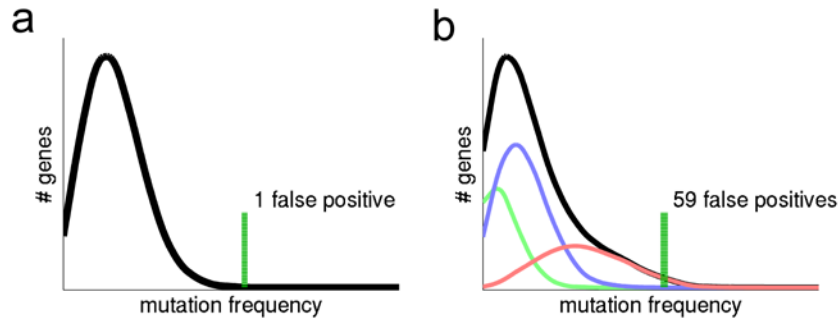 a
# genes
1 false positive
mutation frequency
b
# genes
59 false positives
mutation frequency